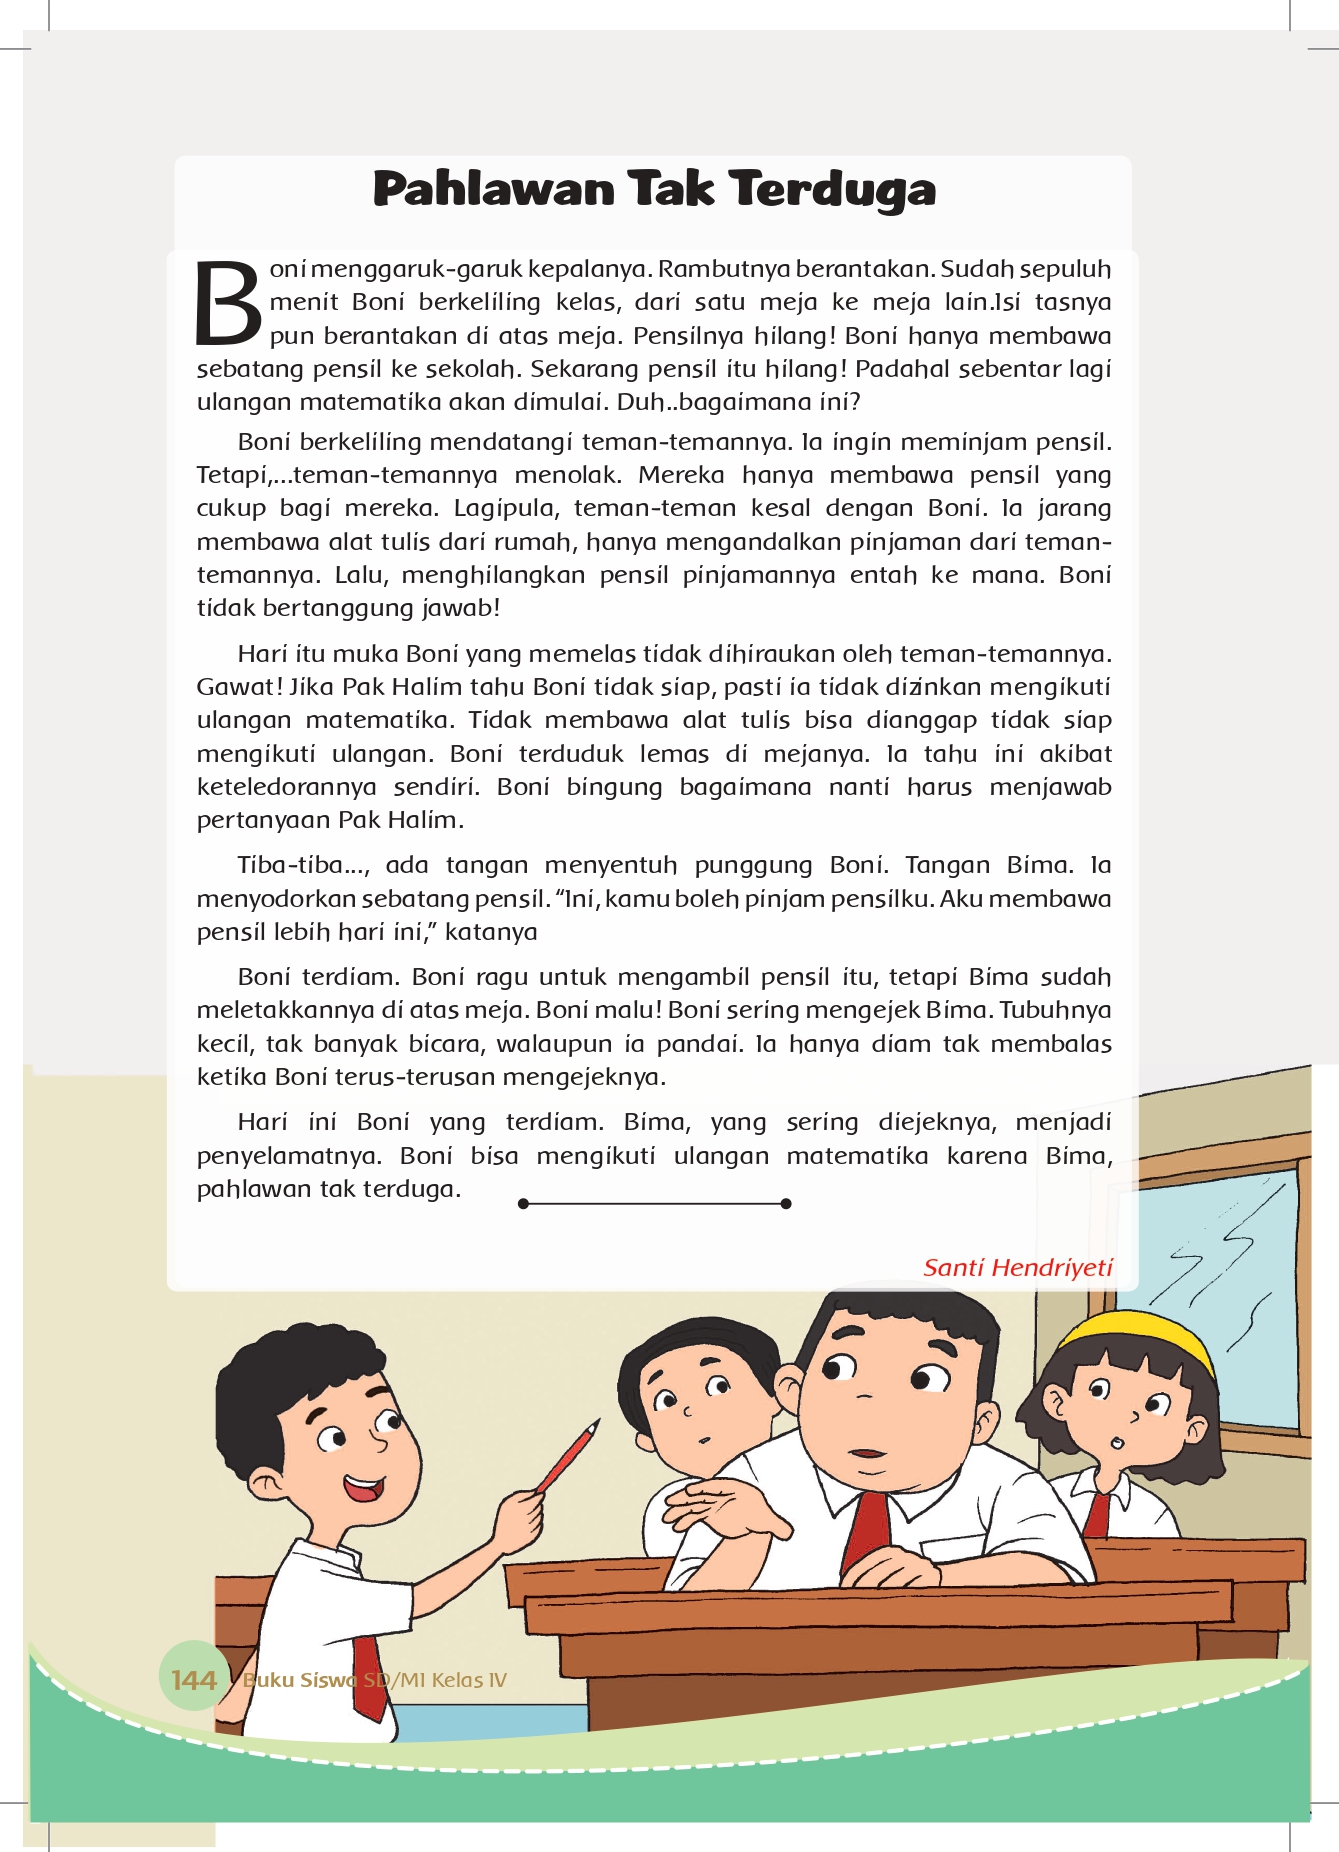 Pahlawan Tak Terduga
Boni menggaruk-garuk kepalanya. Rambutnya berantakan. Sudah sepuluh
menit Boni berkeliling kelas, dari satu meja ke meja lain.Isi tasnya
pun berantakan di atas meja. Pensilnya hilang! Boni hanya membawa
sebatang pensil ke sekolah. Sekarang pensil itu hilang! Padahal sebentar lagi
ulangan matematika akan dimulai. Duh..bagaimana ini?
Boni berkeliling mendatangi teman-temannya. Ia ingin meminjam pensil.
Tetapi,...teman-temannya menolak. Mereka hanya membawa pensil yang
cukup bagi mereka. Lagipula, teman-teman kesal dengan Boni. Ia jarang
membawa alat tulis dari rumah, hanya mengandalkan pinjaman dari teman-
temannya. Lalu, menghilangkan pensil pinjamannya entah ke mana. Boni
tidak bertanggung jawab!
Hari itu muka Boni yang memelas tidak dihiraukan oleh teman-temannya.
Gawat! Jika Pak Halim tahu Boni tidak siap, pasti ia tidak dizinkan mengikuti
ulangan matematika. Tidak membawa alat tulis bisa dianggap tidak siap
mengikuti ulangan. Boni terduduk lemas di mejanya. Ia tahu ini akibat
keteledorannya sendiri. Boni bingung bagaimana nanti harus menjawab
pertanyaan Pak Halim.
Tiba-tiba..., ada tangan menyentuh punggung Boni. Tangan Bima. Ia
menyodorkan sebatang pensil. “Ini, kamu boleh pinjam pensilku. Aku membawa
pensil lebih hari ini,” katanya
Boni terdiam. Boni ragu untuk mengambil pensil itu, tetapi Bima sudah
meletakkannya di atas meja. Boni malu! Boni sering mengejek Bima. Tubuhnya
kecil, tak banyak bicara, walaupun ia pandai. Ia hanya diam tak membalas
ketika Boni terus-terusan mengejeknya.
Hari ini Boni yang terdiam. Bima, yang sering diejeknya, menjadi
penyelamatnya. Boni bisa mengikuti ulangan matematika karena Bima,
pahlawan tak terduga.
Santi Hendriyeti
144 Buku Siswa SD/MI Kelas IV